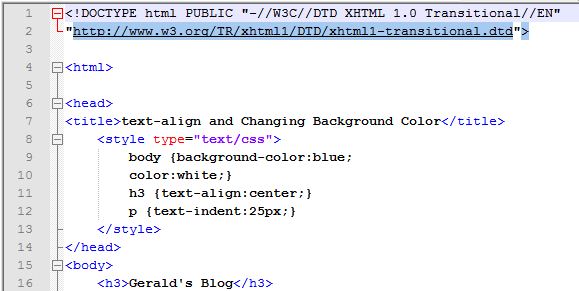 1 <!DOCTYPE html PUBLIC "-//W3C//DTD XHTML 1.0 Transitional//EN"
2 "http://www.w3.org/TR/xhtml1/DTD/xhtml1-transitional.dtd">
3
4 <html>
5
6 <head>
7 <title>text-align and Changing Background Color</title>
8 <style type="text/css">
9 body {background-color:blue;
10 color:white;}
11 h3 {text-align:center;}
12 p {text-indent:25px;}
13 </style>
14 </head>
15 <body>
16 <h3>Gerald's Blog</h3>